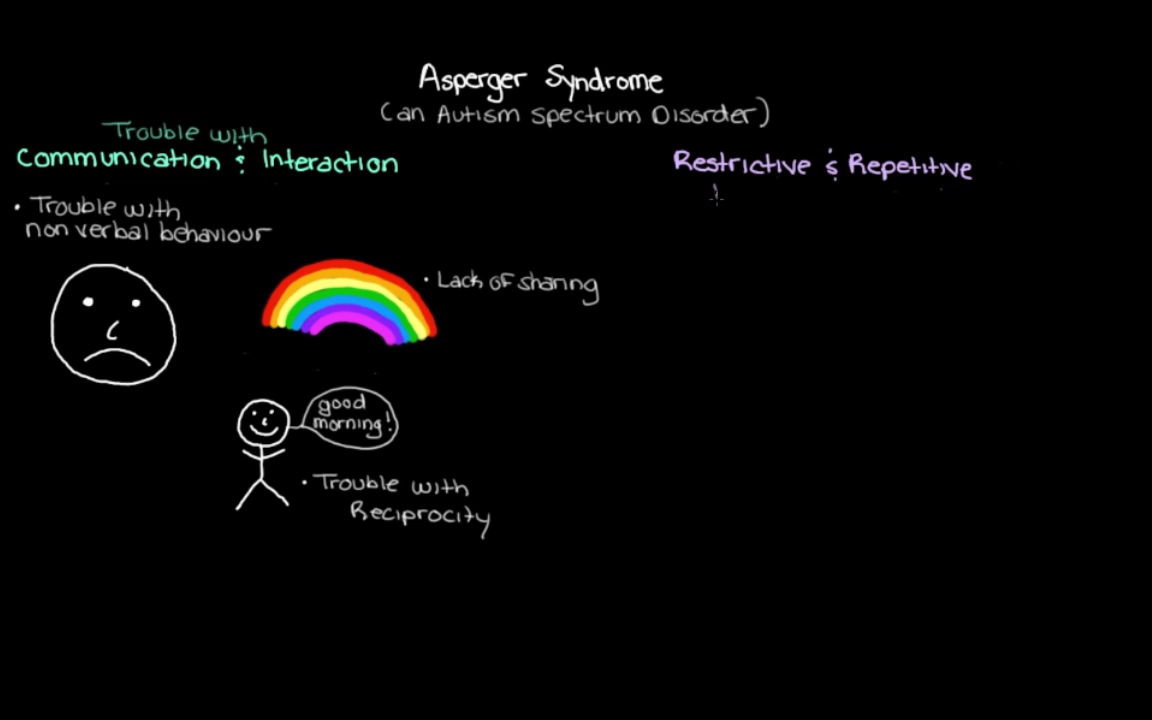 Asperger Syndrome
(an Autism Spectrum Disorder)
Trouble with
Communication & Interaction
• Trouble with
non verbal behaviour
• Lack of sharing
good
morning!
• Trouble with
Reciprocity
Restrictive & Repetitive